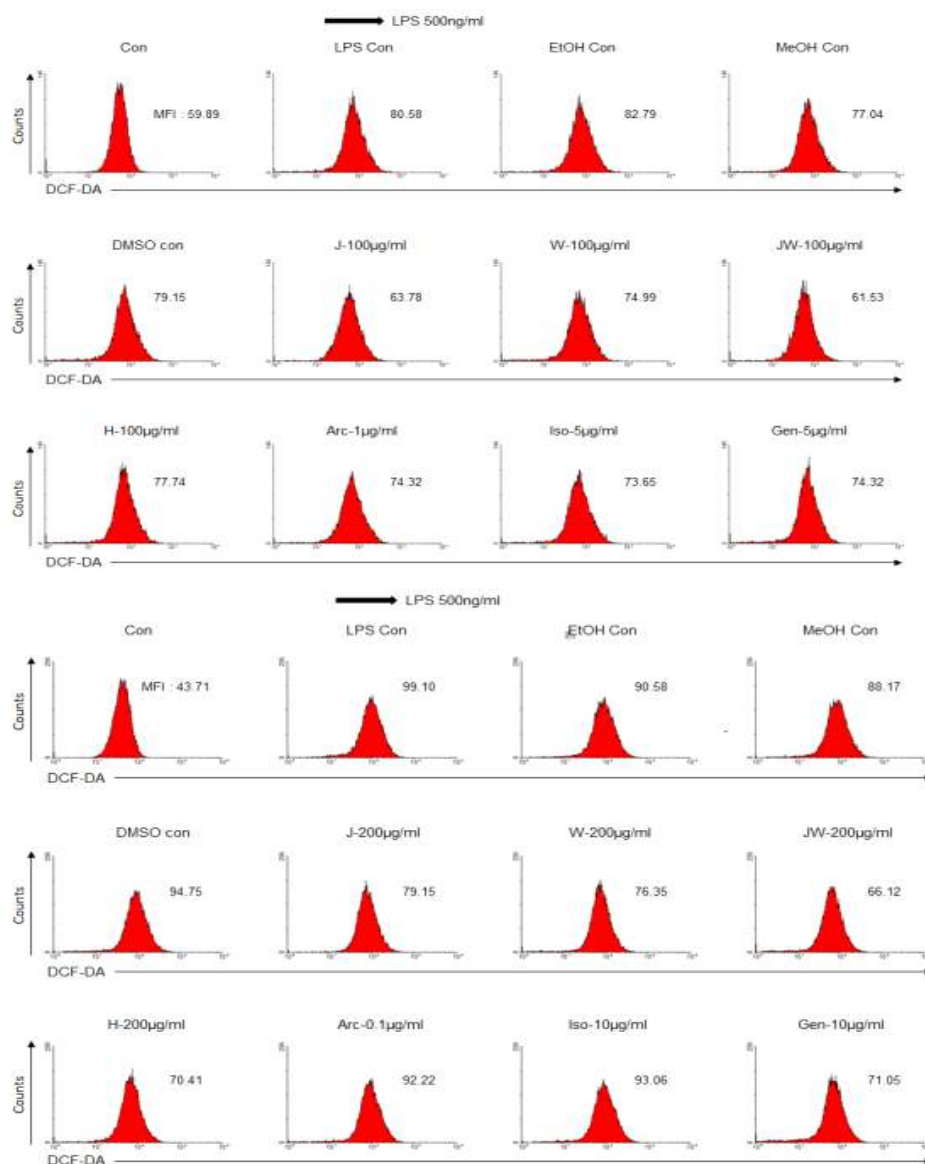 LPS 500ng/ml
Con LPS Con EtOH Con MeOH Con
Counts MFI : 59.89 80.58 82.79 77.04
DCF-DA
DMSO con J-100µg/ml W-100µg/ml JW-100µg/ml
Counts 79.15 63.78 74.99 61.53
DCF-DA
H-100µg/ml Arc-1µg/ml Iso-5µg/ml Gen-5µg/ml
Counts 77.74 74.32 73.65 74.32
DCF-DA
LPS 500ng/ml
Con LPS Con EtOH Con MeOH Con
Counts MFI : 43.71 99.10 90.58 88.17
DCF-DA
DMSO con J-200µg/ml W-200µg/ml JW-200µg/ml
Counts 94.75 79.15 76.35 66.12
DCF-DA
H-200µg/ml Arc-0.1µg/ml Iso-10µg/ml Gen-10µg/ml
Counts 70.41 92.22 93.06 71.05
DCF-DA